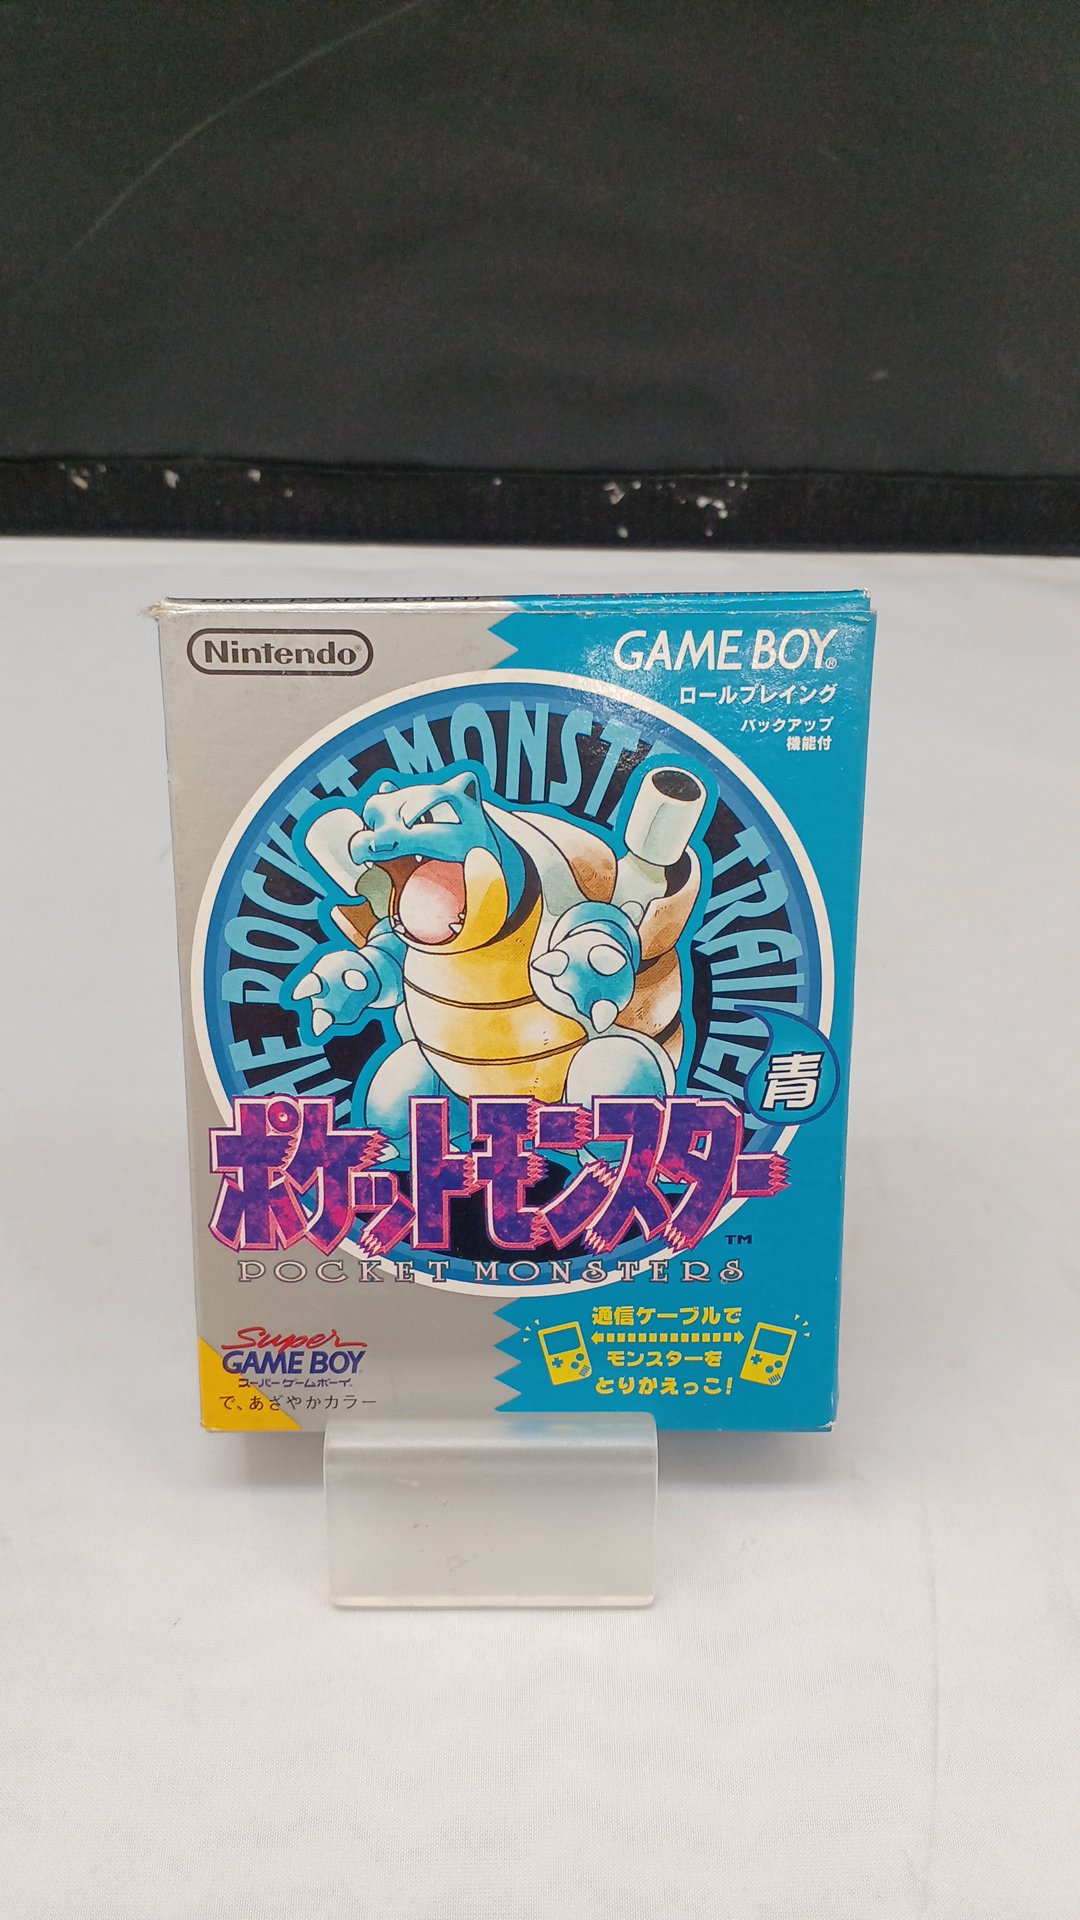 Nintendo®
GAME BOY®
ロールプレイング
バックアップ
機能付
THE POCKET MONSTER TRAINER
青
ポケットモンスター
TM
POCKET MONSTERS
Super
GAME BOY
スーパーゲームボーイ
で、あざやかカラー
通信ケーブルで
モンスターを
とりかえっこ!